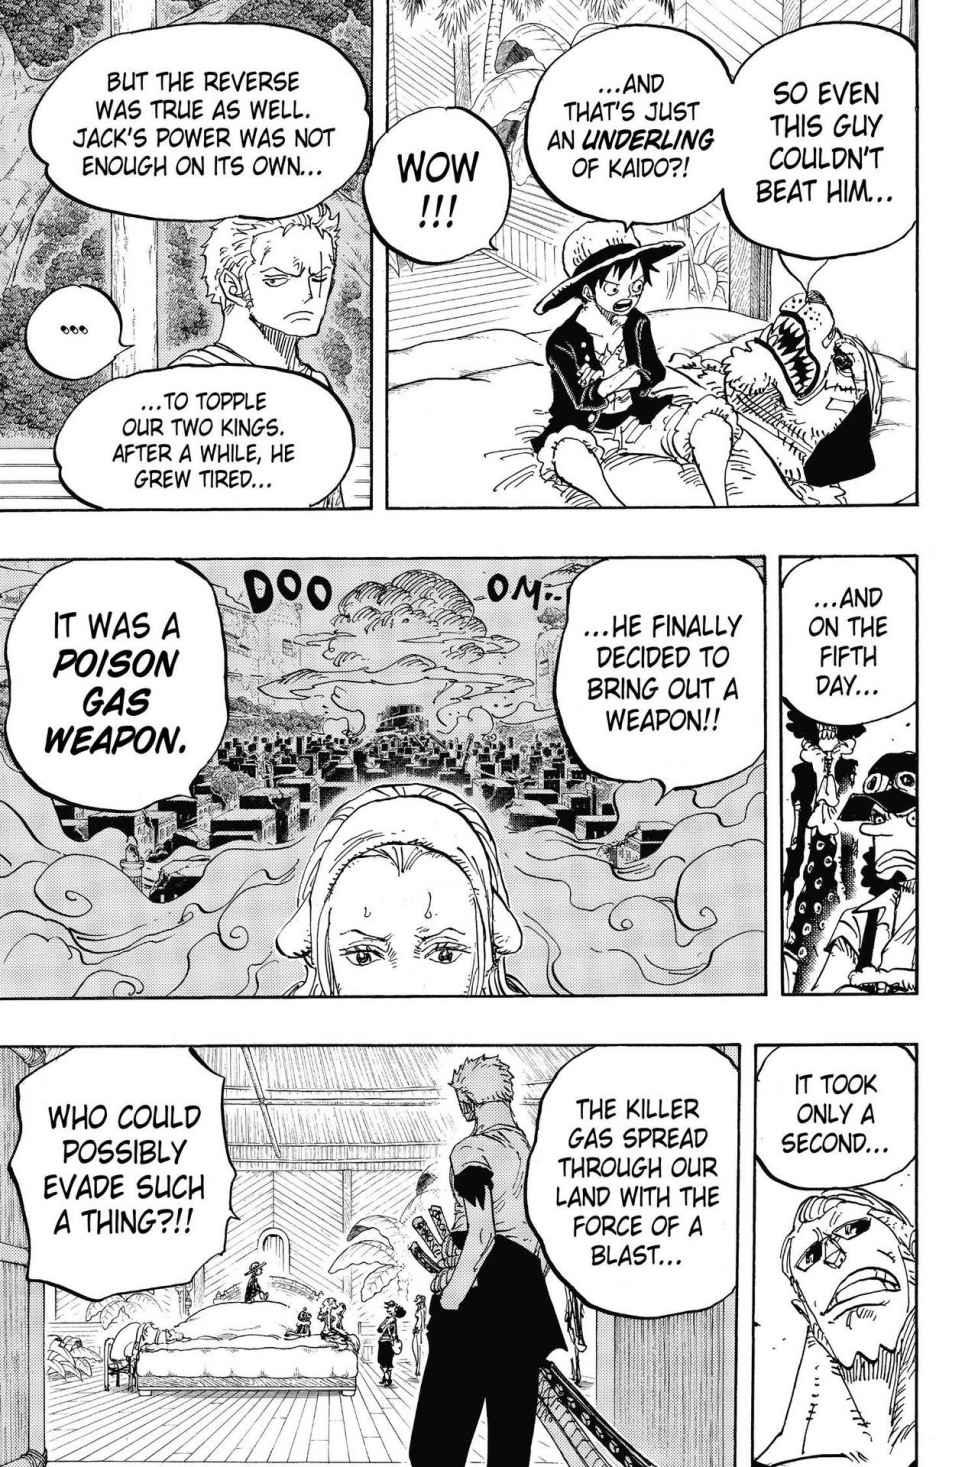 SO EVEN
THIS GUY
COULDN'T
BEAT HIM...
...AND
THAT'S JUST
AN UNDERLING
OF KAIDO?!
WOW
!!!
BUT THE REVERSE
WAS TRUE AS WELL.
JACK'S POWER WAS NOT
ENOUGH ON ITS OWN...
...
...TO TOPPLE
OUR TWO KINGS.
AFTER A WHILE, HE
GREW TIRED...
...AND
ON THE
FIFTH
DAY...
...HE FINALLY
DECIDED TO
BRING OUT A
WEAPON!!
DOO OM...
IT WAS A
POISON
GAS
WEAPON.
IT TOOK
ONLY A
SECOND...
THE KILLER
GAS SPREAD
THROUGH OUR
LAND WITH THE
FORCE OF A
BLAST...
WHO COULD
POSSIBLY
EVADE SUCH
A THING?!!